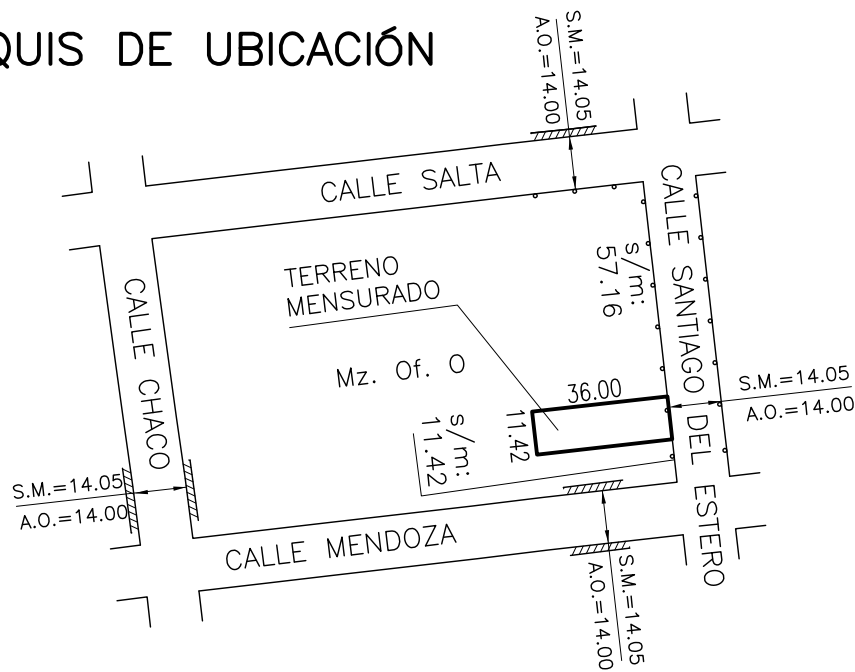 QUIS DE UBICACIÓN
S.M.=14.05
A.O.=14.00
CALLE SALTA
CALLE SANTIAGO DEL ESTERO
s/m:
57.16
TERRENO
MENSURADO
CALLE CHACO
Mz. Of. O
36.00
11.42
s/m:
11.42
S.M.=14.05
A.O.=14.00
S.M.=14.05
A.O.=14.00
CALLE MENDOZA
S.M.=14.05
A.O.=14.00